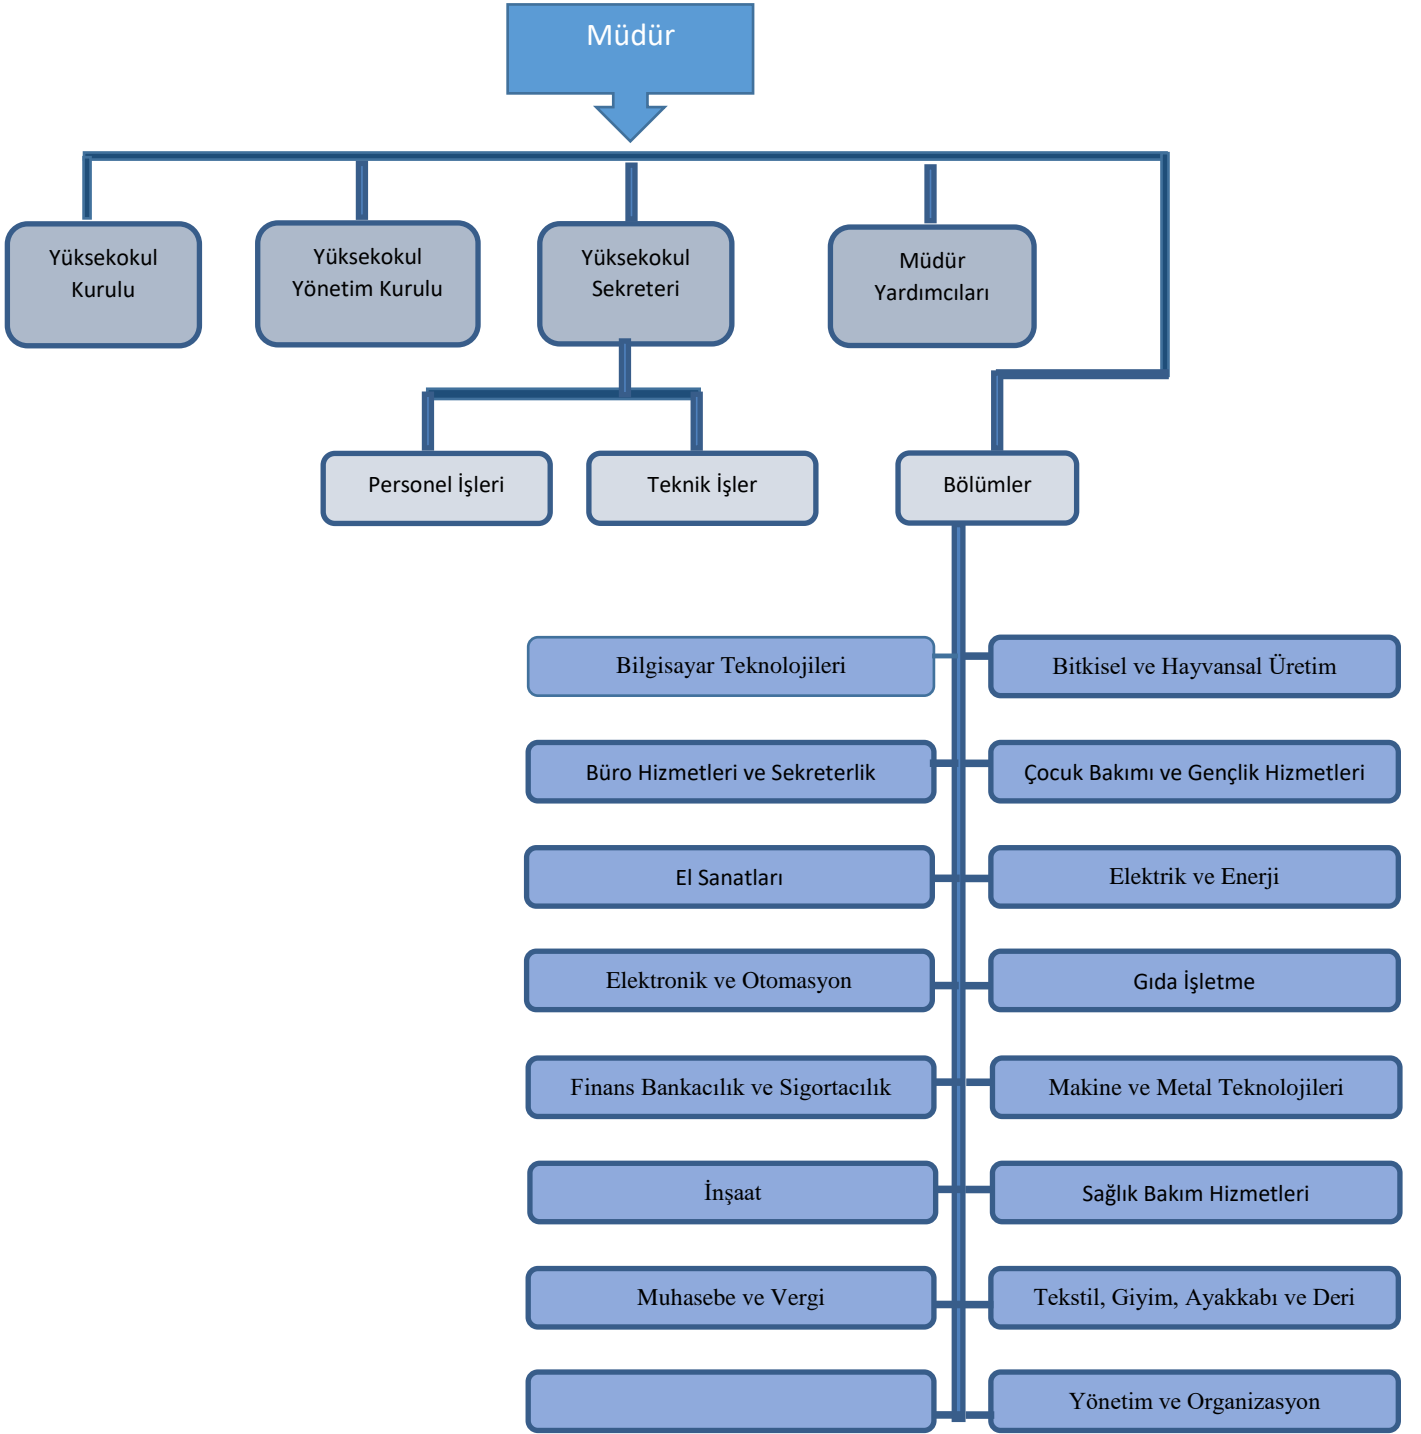 Müdür
Yüksekokul
Kurulu
Yüksekokul
Yönetim Kurulu
Yüksekokul
Sekreteri
Müdür
Yardımcıları
Personel İşleri
Teknik İşler
Bölümler
Bilgisayar Teknolojileri
Bitkisel ve Hayvansal Üretim
Büro Hizmetleri ve Sekreterlik
Çocuk Bakımı ve Gençlik Hizmetleri
El Sanatları
Elektrik ve Enerji
Elektronik ve Otomasyon
Gıda İşletme
Finans Bankacılık ve Sigortacılık
Makine ve Metal Teknolojileri
İnşaat
Sağlık Bakım Hizmetleri
Muhasebe ve Vergi
Tekstil, Giyim, Ayakkabı ve Deri
Yönetim ve Organizasyon